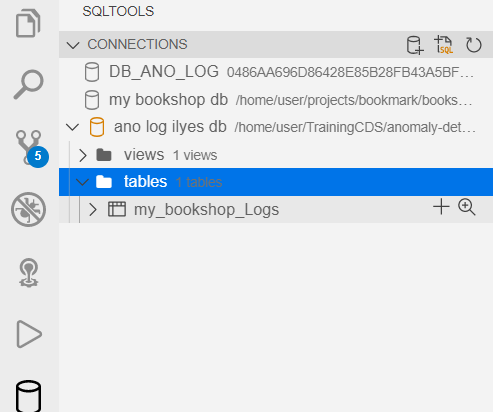 SQLTOOLS
CONNECTIONS
SQL
DB_ANO_LOG 0486AA696D86428E85B28FB43A5BF...
my bookshop db /home/user/projects/bookmark/books...
ano log ilyes db /home/user/TrainingCDS/anomaly-det...
5
views 1 views
tables 1 tables
my_bookshop_Logs